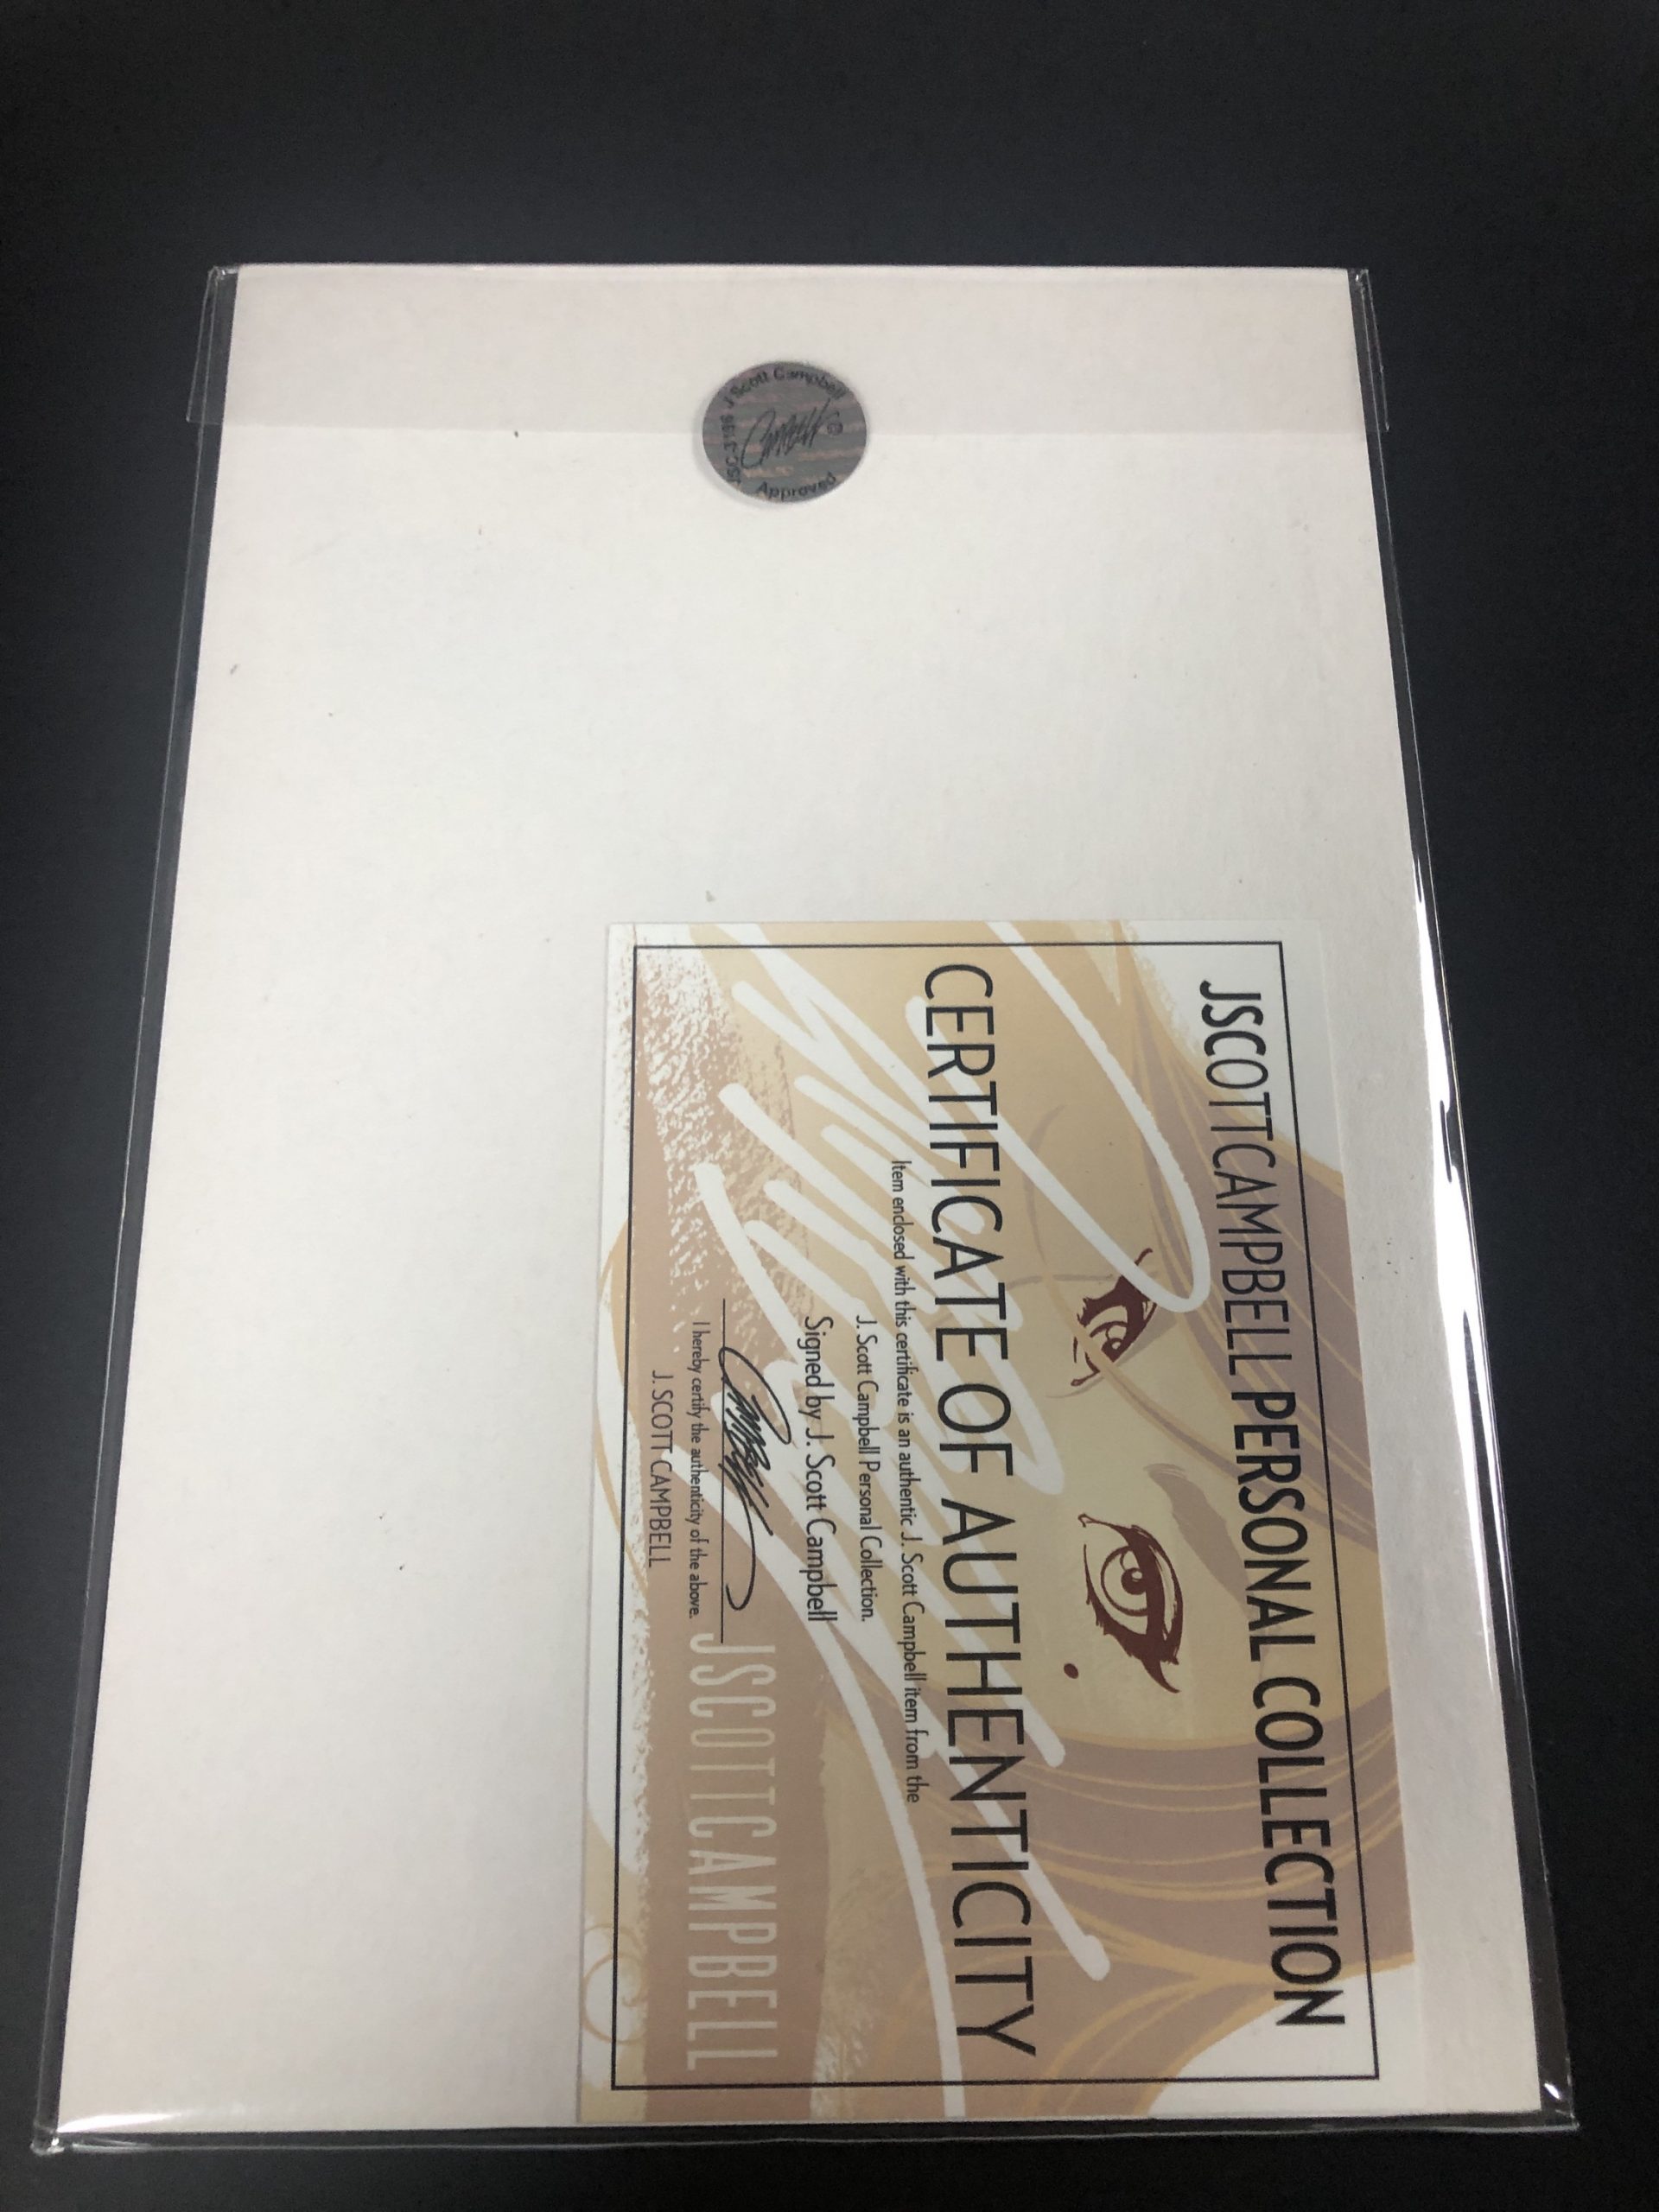 J Scott Campbell
Approved
JSCOTTCAMPBELL PERSONAL COLLECTION
CERTIFICATE OF AUTHENTICITY
Item enclosed with this certificate is an authentic J. Scott Campbell item from the
J. Scott Campbell Personal Collection.
Signed by J. Scott Campbell
I hereby certify the authenticity of the above.
J. SCOTT CAMPBELL
JSCOTTCAMPBELL